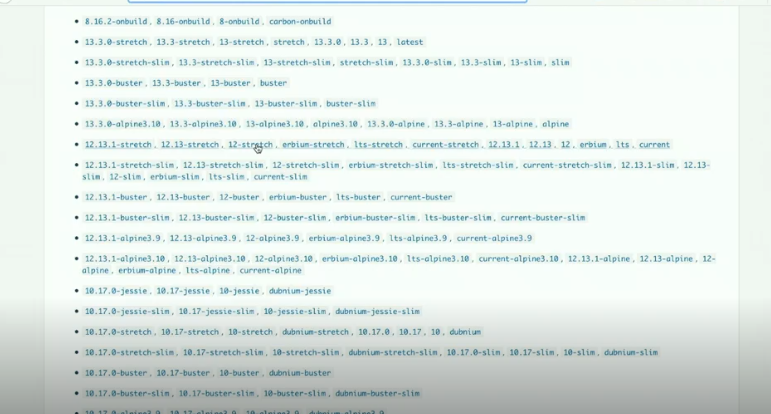 8.16.2-onbuild, 8.16-onbuild, 8-onbuild, carbon-onbuild
13.3.0-stretch, 13.3-stretch, 13-stretch, stretch, 13.3.0, 13.3, 13, latest
13.3.0-stretch-slim, 13.3-stretch-slim, 13-stretch-slim, stretch-slim, 13.3.0-slim, 13.3-slim, 13-slim, slim
13.3.0-buster, 13.3-buster, 13-buster, buster
13.3.0-buster-slim, 13.3-buster-slim, 13-buster-slim, buster-slim
13.3.0-alpine3.10, 13.3-alpine3.10, 13-alpine3.10, alpine3.10, 13.3.0-alpine, 13.3-alpine, 13-alpine, alpine
12.13.1-stretch, 12.13-stretch, 12-stretch, erbium-stretch, lts-stretch, current-stretch, 12.13.1, 12.13, 12, erbium, lts, current
12.13.1-stretch-slim, 12.13-stretch-slim, 12-stretch-slim, erbium-stretch-slim, lts-stretch-slim, current-stretch-slim, 12.13.1-slim, 12.13-
slim, 12-slim, erbium-slim, lts-slim, current-slim
12.13.1-buster, 12.13-buster, 12-buster, erbium-buster, lts-buster, current-buster
12.13.1-buster-slim, 12.13-buster-slim, 12-buster-slim, erbium-buster-slim, lts-buster-slim, current-buster-slim
12.13.1-alpine3.9, 12.13-alpine3.9, 12-alpine3.9, erbium-alpine3.9, lts-alpine3.9, current-alpine3.9
12.13.1-alpine3.10, 12.13-alpine3.10, 12-alpine3.10, erbium-alpine3.10, lts-alpine3.10, current-alpine3.10, 12.13.1-alpine, 12.13-alpine, 12-
alpine, erbium-alpine, lts-alpine, current-alpine
10.17.0-jessie, 10.17-jessie, 10-jessie, dubnium-jessie
10.17.0-jessie-slim, 10.17-jessie-slim, 10-jessie-slim, dubnium-jessie-slim
10.17.0-stretch, 10.17-stretch, 10-stretch, dubnium-stretch, 10.17.0, 10.17, 10, dubnium
10.17.0-stretch-slim, 10.17-stretch-slim, 10-stretch-slim, dubnium-stretch-slim, 10.17.0-slim, 10.17-slim, 10-slim, dubnium-slim
10.17.0-buster, 10.17-buster, 10-buster, dubnium-buster
10.17.0-buster-slim, 10.17-buster-slim, 10-buster-slim, dubnium-buster-slim
10.17.0-alpine3.9, 10.17-alpine3.9, 10-alpine3.9, dubnium-alpine3.9